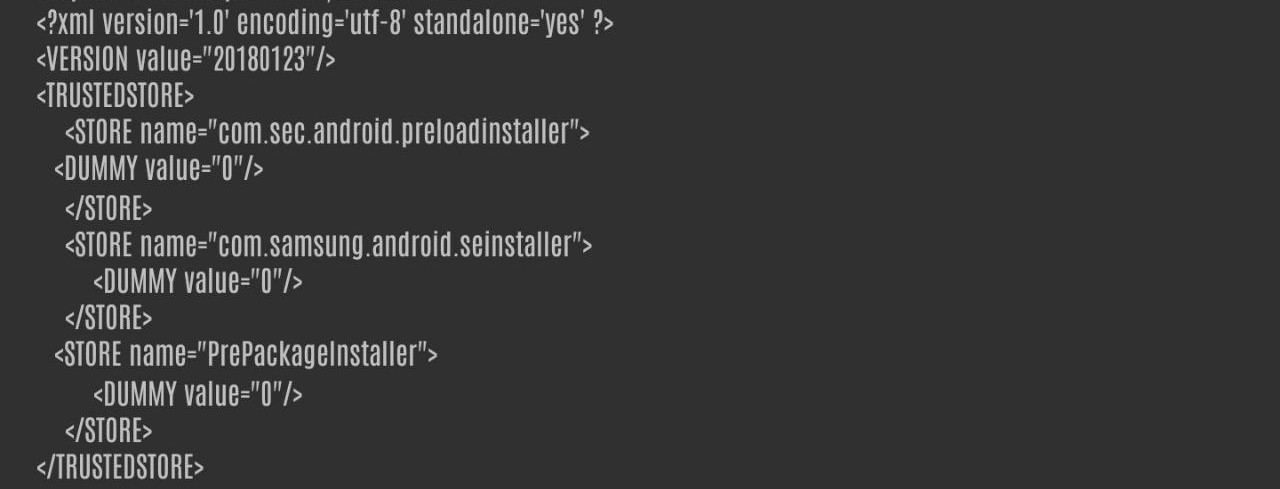 <?xml version='1.0' encoding='utf-8' standalone='yes' ?>
<VERSION value="20180123"/>
<TRUSTEDSTORE>
<STORE name="com.sec.android.preloadinstaller">
<DUMMY value="0"/>
</STORE>
<STORE name="com.samsung.android.seinstaller">
<DUMMY value="0"/>
</STORE>
<STORE name="PrePackageInstaller">
<DUMMY value="0"/>
</STORE>
</TRUSTEDSTORE>